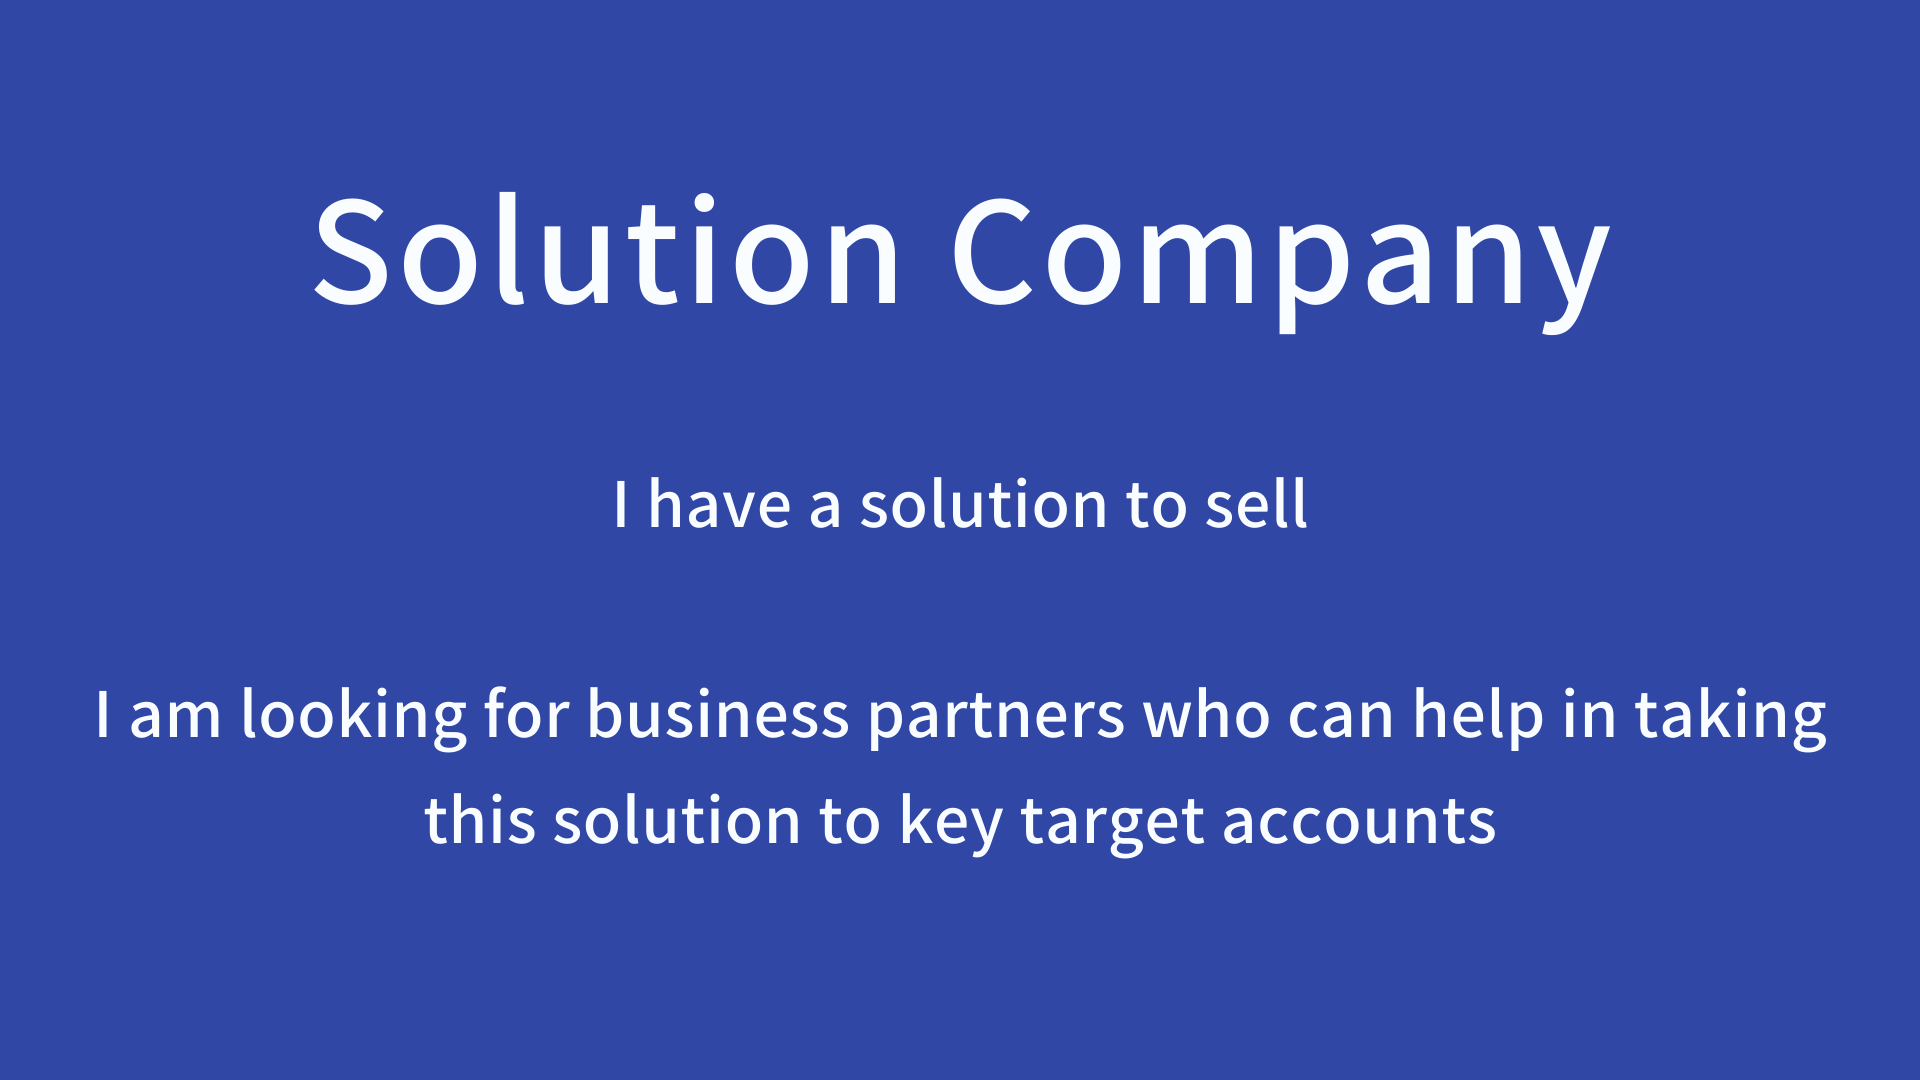 Solution Company
I have a solution to sell
I am looking for business partners who can help in taking
this solution to key target accounts